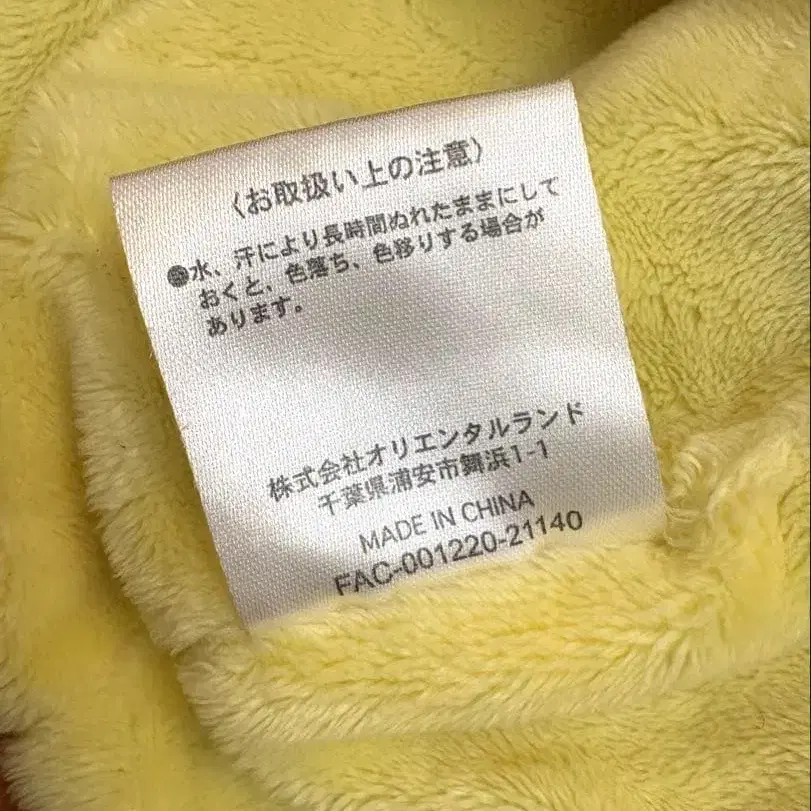 〈お取扱い上の注意〉
●水、汗により長時間ぬれたままにして
おくと、色落ち、色移りする場合が
あります。
株式会社オリエンタルランド
千葉県浦安市舞浜1-1
MADE IN CHINA
FAC-001220-21140